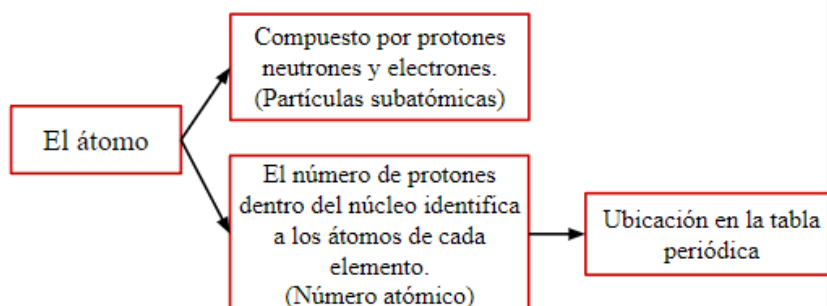 El átomo
Compuesto por protones
neutrones y electrones.
(Partículas subatómicas)
El número de protones
dentro del núcleo identifica
a los átomos de cada
elemento.
(Número atómico)
Ubicación en la tabla
periódica